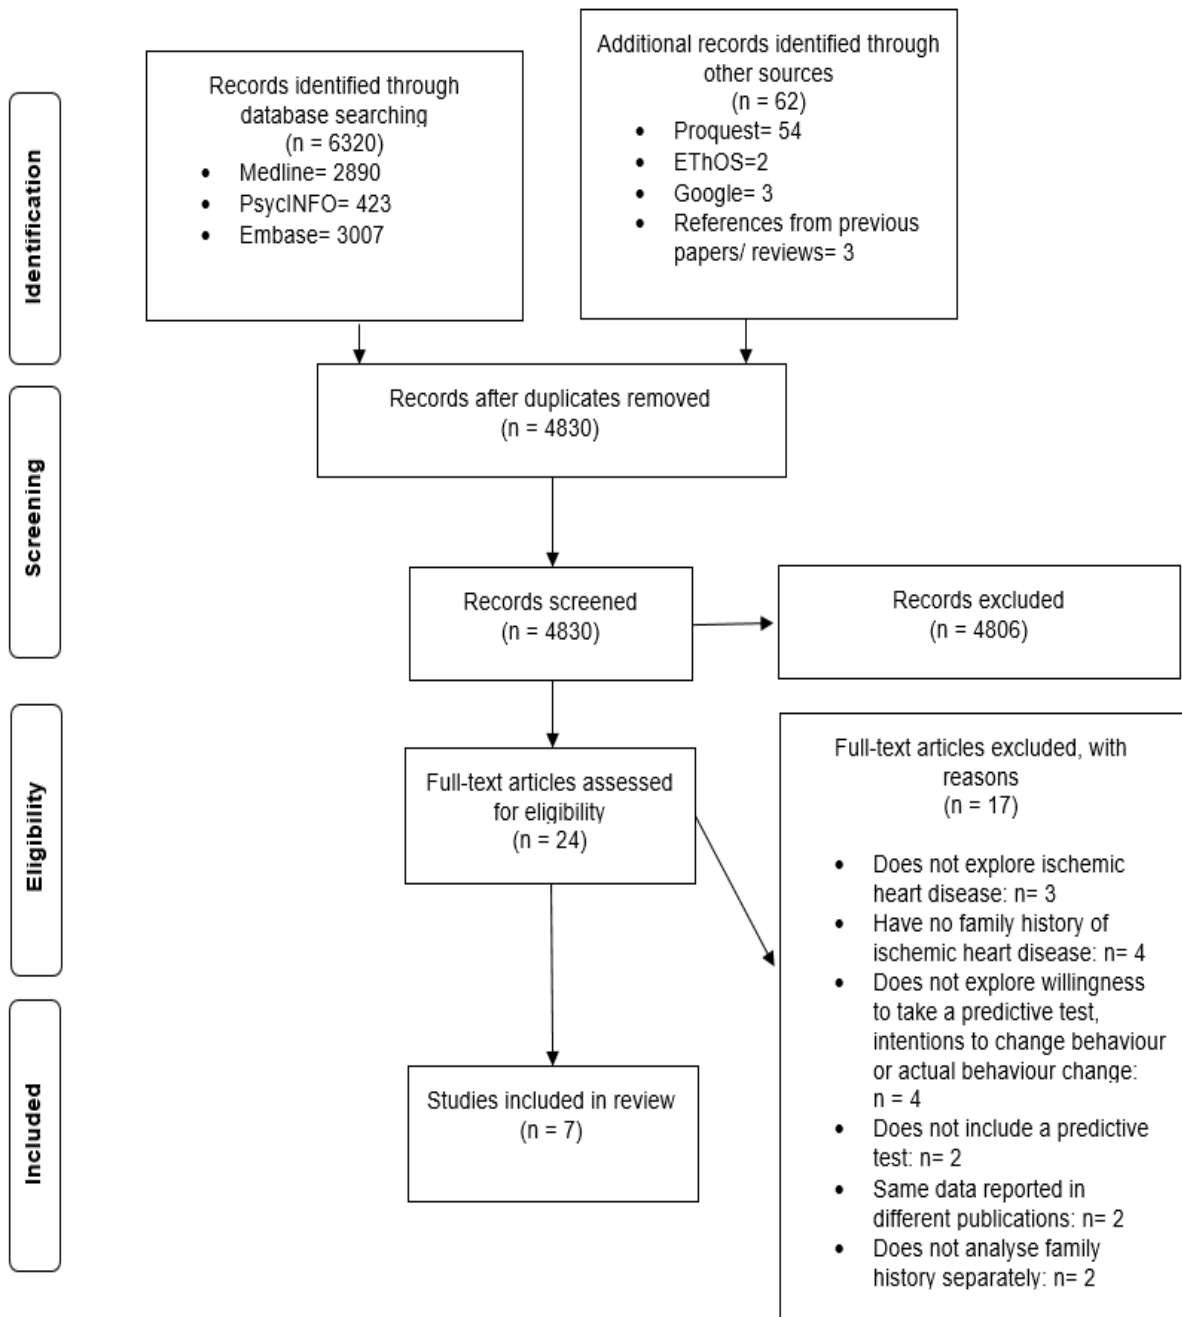 Identification
Records identified through
database searching
(n = 6320)
• Medline= 2890
• PsycINFO= 423
• Embase= 3007
Additional records identified through
other sources
(n = 62)
• Proquest= 54
• EThOS=2
• Google= 3
• References from previous
papers/ reviews= 3
Screening
Records after duplicates removed
(n = 4830)
Records screened
(n = 4830)
Records excluded
(n = 4806)
Eligibility
Full-text articles assessed
for eligibility
(n = 24)
Full-text articles excluded, with
reasons
(n = 17)
• Does not explore ischemic
heart disease: n= 3
• Have no family history of
ischemic heart disease: n= 4
• Does not explore willingness
to take a predictive test,
intentions to change behaviour
or actual behaviour change:
n = 4
• Does not include a predictive
test: n= 2
• Same data reported in
different publications: n= 2
• Does not analyse family
history separately: n= 2
Included
Studies included in review
(n = 7)